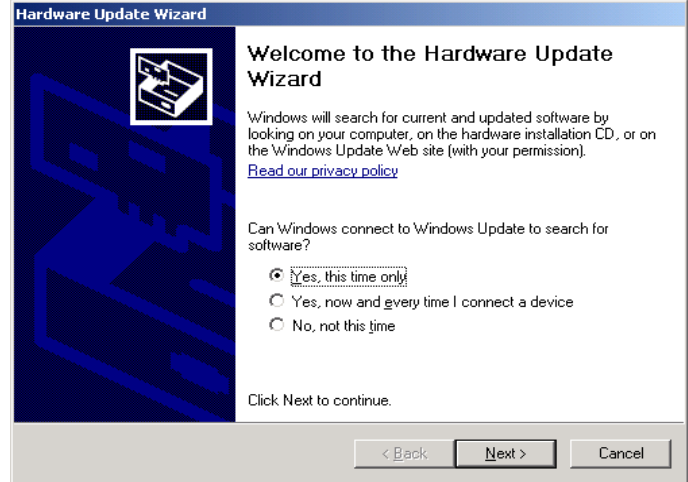 Hardware Update Wizard
Welcome to the Hardware Update
Wizard
Windows will search for current and updated software by
looking on your computer, on the hardware installation CD, or on
the Windows Update Web site (with your permission).
Read our privacy policy
Can Windows connect to Windows Update to search for
software?
Yes, this time only
Yes, now and every time I connect a device
No, not this time
Click Next to continue.
< Back Next > Cancel